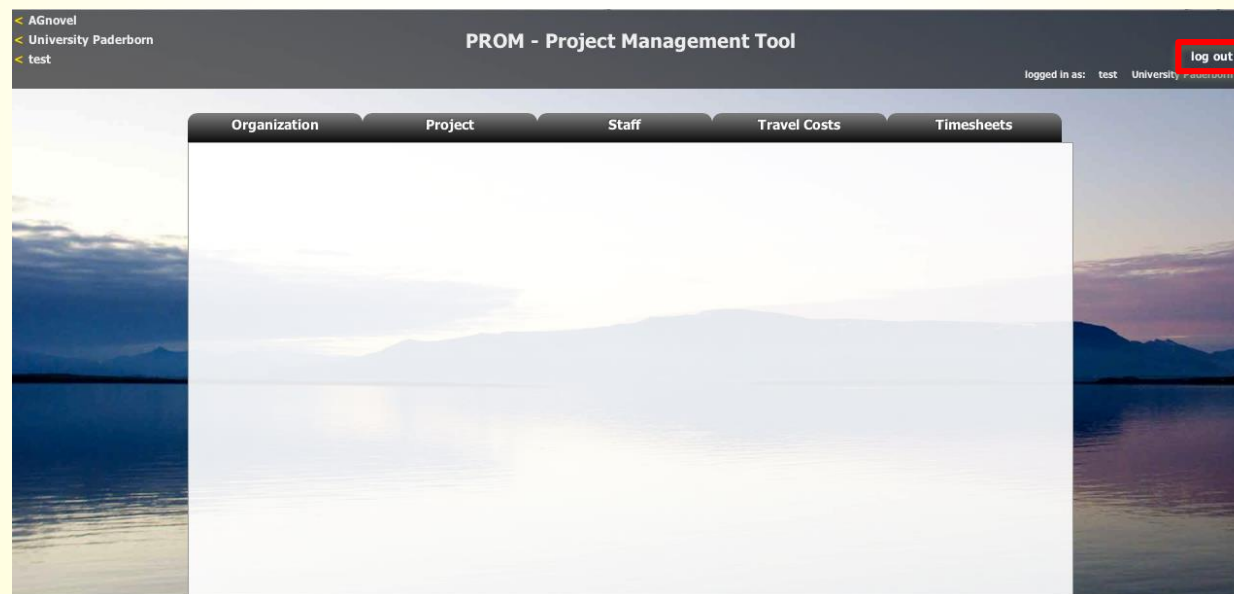 < AGnovel
< University Paderborn
< test
PROM - Project Management Tool
log out
logged in as: test University Paderborn
Organization Project Staff Travel Costs Timesheets